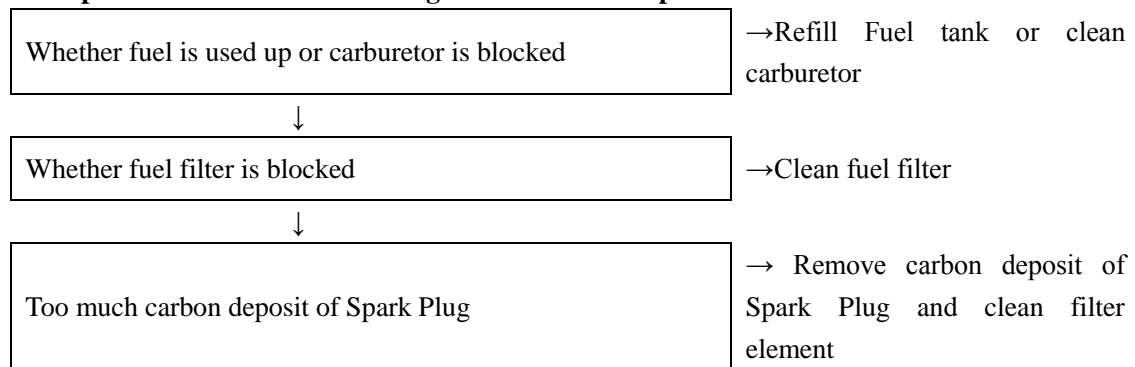 Whether fuel is used up or carburetor is blocked
→Refill Fuel tank or clean
carburetor
↓
Whether fuel filter is blocked
→Clean fuel filter
↓
Too much carbon deposit of Spark Plug
→ Remove carbon deposit of
Spark Plug and clean filter
element